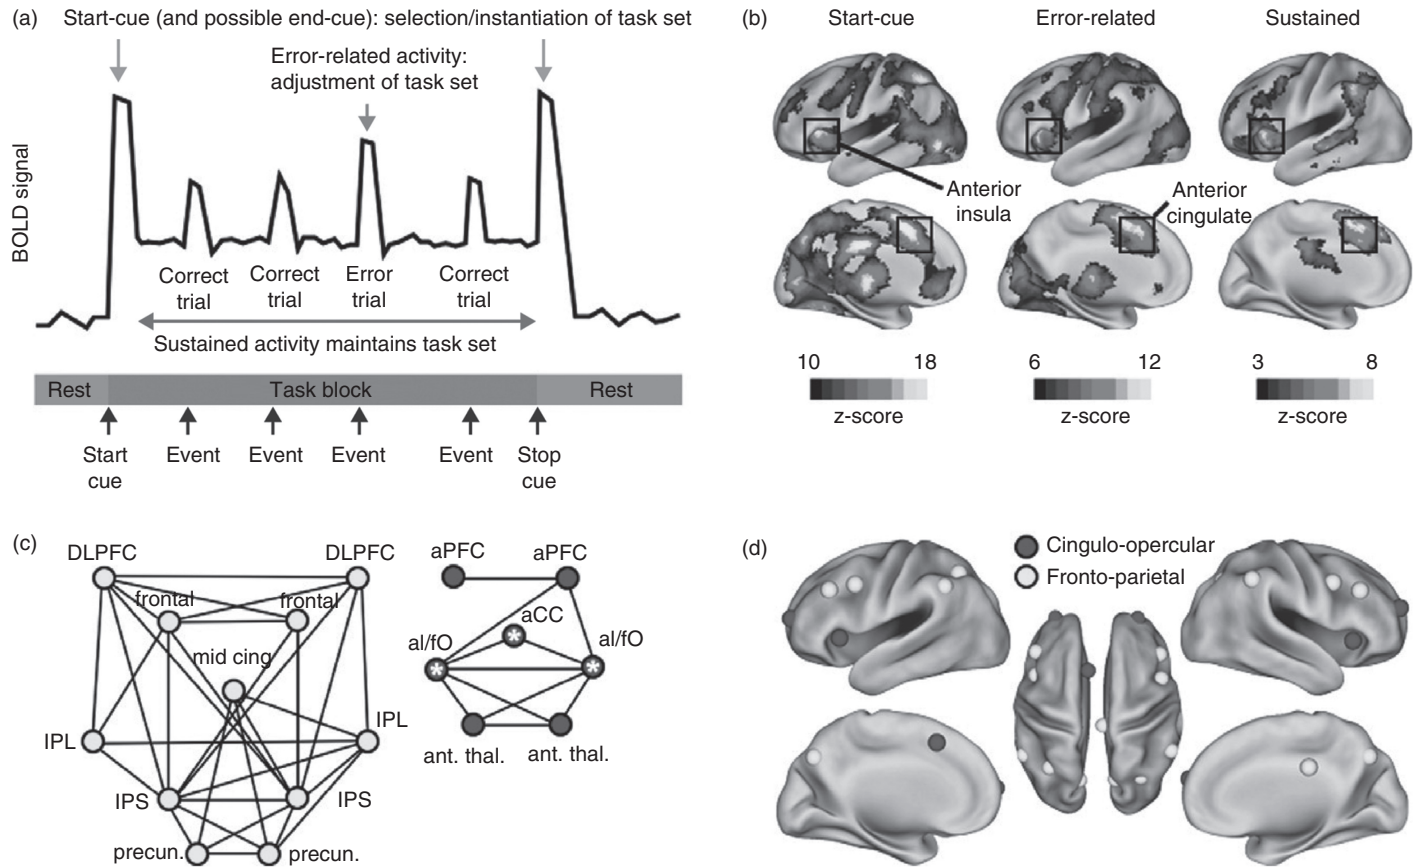 (a)
Start-cue (and possible end-cue): selection/instantiation of task set
Error-related activity:
adjustment of task set
BOLD signal
Correct
trial
Correct
trial
Error
trial
Correct
trial
Sustained activity maintains task set
Rest
Task block
Rest
Start
cue
Event
Event
Event
Event
Stop
cue
(b)
Start-cue
Error-related
Sustained
Anterior
insula
Anterior
cingulate
10
18
z-score
6
12
z-score
3
8
z-score
(c)
DLPFC
DLPFC
frontal
frontal
mid cing
IPL
IPL
IPS
IPS
precun.
precun.
aPFC
aPFC
aCC
al/fO
al/fO
*
*
*
ant. thal.
ant. thal.
(d)
Cingulo-opercular
Fronto-parietal